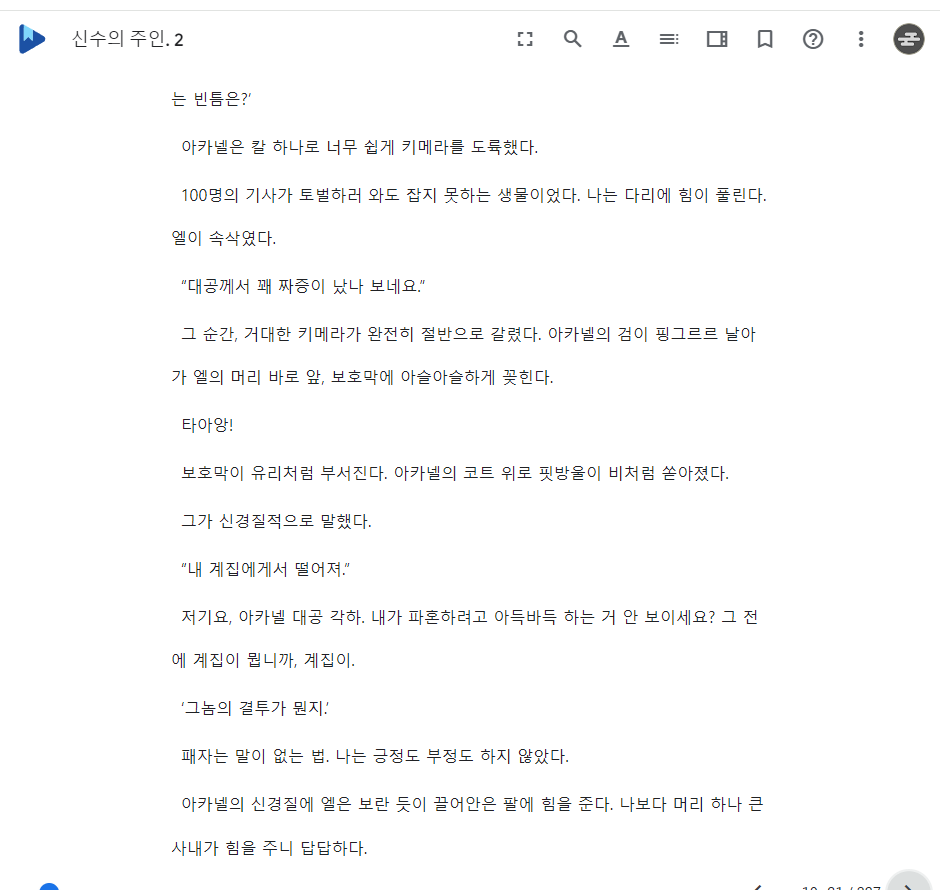 신수의 주인. 2
는 빈틈은?’
아카넬은 칼 하나로 너무 쉽게 키메라를 도륙했다.
100명의 기사가 토벌하러 와도 잡지 못하는 생물이었다. 나는 다리에 힘이 풀린다.
엘이 속삭였다.
“대공께서 꽤 짜증이 났나 보네요.”
그 순간, 거대한 키메라가 완전히 절반으로 갈렸다. 아카넬의 검이 핑그르르 날아
가 엘의 머리 바로 앞, 보호막에 아슬아슬하게 꽂힌다.
타아앙!
보호막이 유리처럼 부서진다. 아카넬의 코트 위로 핏방울이 비처럼 쏟아졌다.
그가 신경질적으로 말했다.
“내 계집에게서 떨어져.”
저기요, 아카넬 대공 각하. 내가 파혼하려고 아득바득 하는 거 안 보이세요? 그 전
에 계집이 뭡니까, 계집이.
‘그놈의 결투가 뭔지.’
패자는 말이 없는 법. 나는 긍정도 부정도 하지 않았다.
아카넬의 신경질에 엘은 보란 듯이 끌어안은 팔에 힘을 준다. 나보다 머리 하나 큰
사내가 힘을 주니 답답하다.